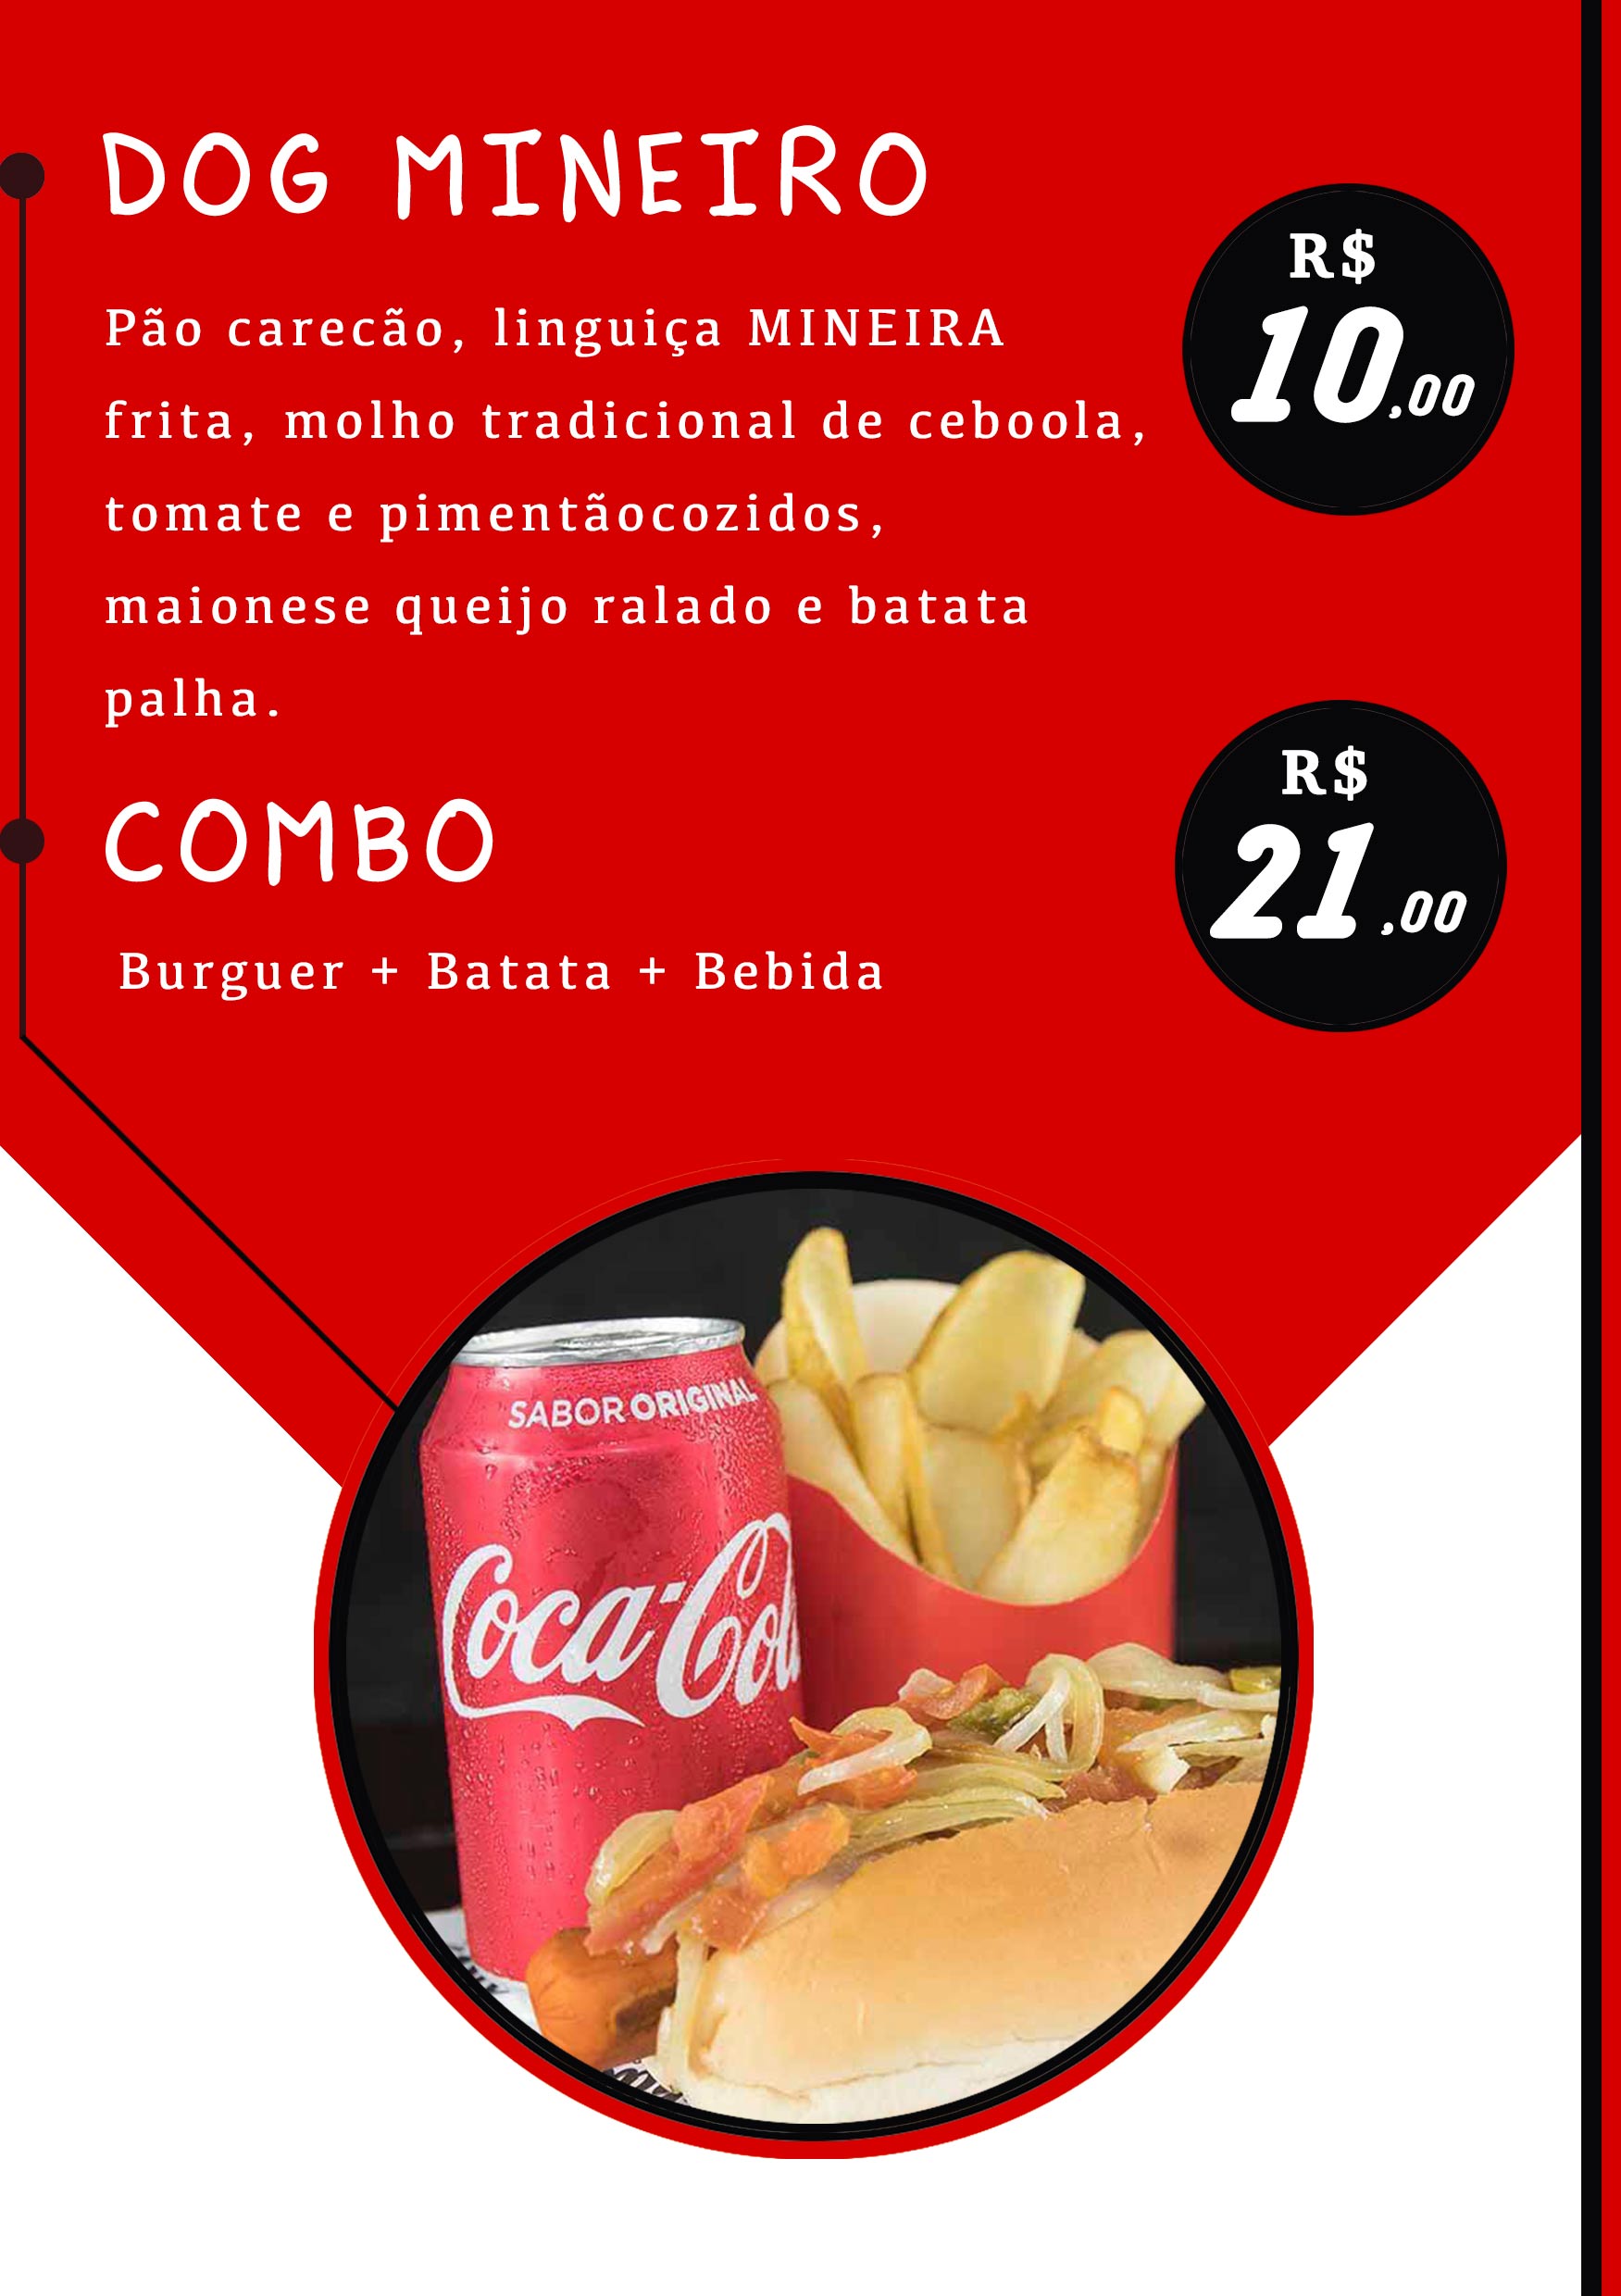 DOG MINEIRO
R$
10,00
Pão carecão, linguiça MINEIRA
frita, molho tradicional de ceboola,
tomate e pimentãocozidos,
maionese queijo ralado e batata
palha.
R$
21,00
COMBO
Burguer + Batata + Bebida
SABOR ORIGINAL
Coca-Cola